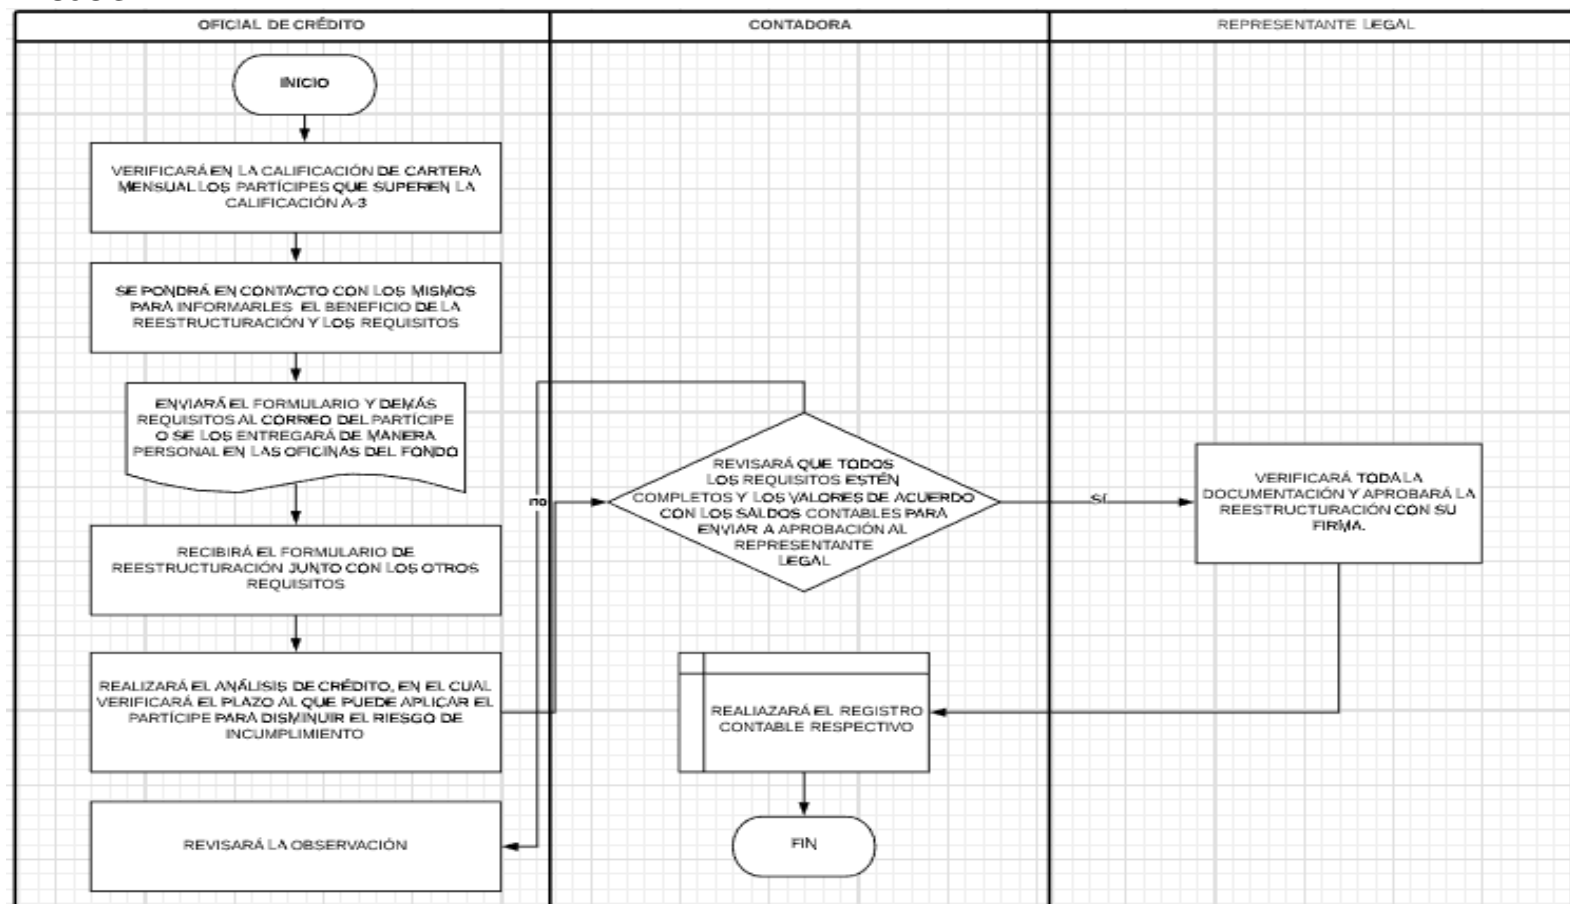 OFICIAL DE CRÉDITO
CONTADORA
REPRESENTANTE LEGAL
INICIO
VERIFICARÁ EN LA CALIFICACIÓN DE CARTERA
MENSUAL LOS PARTÍCIPES QUE SUPEREN LA
CALIFICACIÓN A-3
SE PONDRÁ EN CONTACTO CON LOS MISMOS
PARA INFORMARLES EL BENEFICIO DE LA
REESTRUCTURACIÓN Y LOS REQUISITOS
ENVIARÁ EL FORMULARIO Y DEMÁS
REQUISITOS AL CORREO DEL PARTÍCIPE
O SE LOS ENTREGARÁ DE MANERA
PERSONAL EN LAS OFICINAS DEL FONDO
RECIBIRÁ EL FORMULARIO DE
REESTRUCTURACIÓN JUNTO CON LOS OTROS
REQUISITOS
REALIZARÁ EL ANÁLISIS DE CRÉDITO, EN EL CUAL
VERIFICARÁ EL PLAZO AL QUE PUEDE APLICAR EL
PARTÍCIPE PARA DISMINUIR EL RIESGO DE
INCUMPLIMIENTO
REVISARÁ LA OBSERVACIÓN
no
REVISARÁ QUE TODOS
LOS REQUISITOS ESTÉN
COMPLETOS Y LOS VALORES DE ACUERDO
CON LOS SALDOS CONTABLES PARA
ENVIAR A APROBACIÓN AL
REPRESENTANTE
LEGAL
SÍ
REALIAZARÁ EL REGISTRO
CONTABLE RESPECTIVO
FIN
VERIFICARÁ TODA LA
DOCUMENTACIÓN Y APROBARÁ LA
REESTRUCTURACIÓN CON SU
FIRMA.